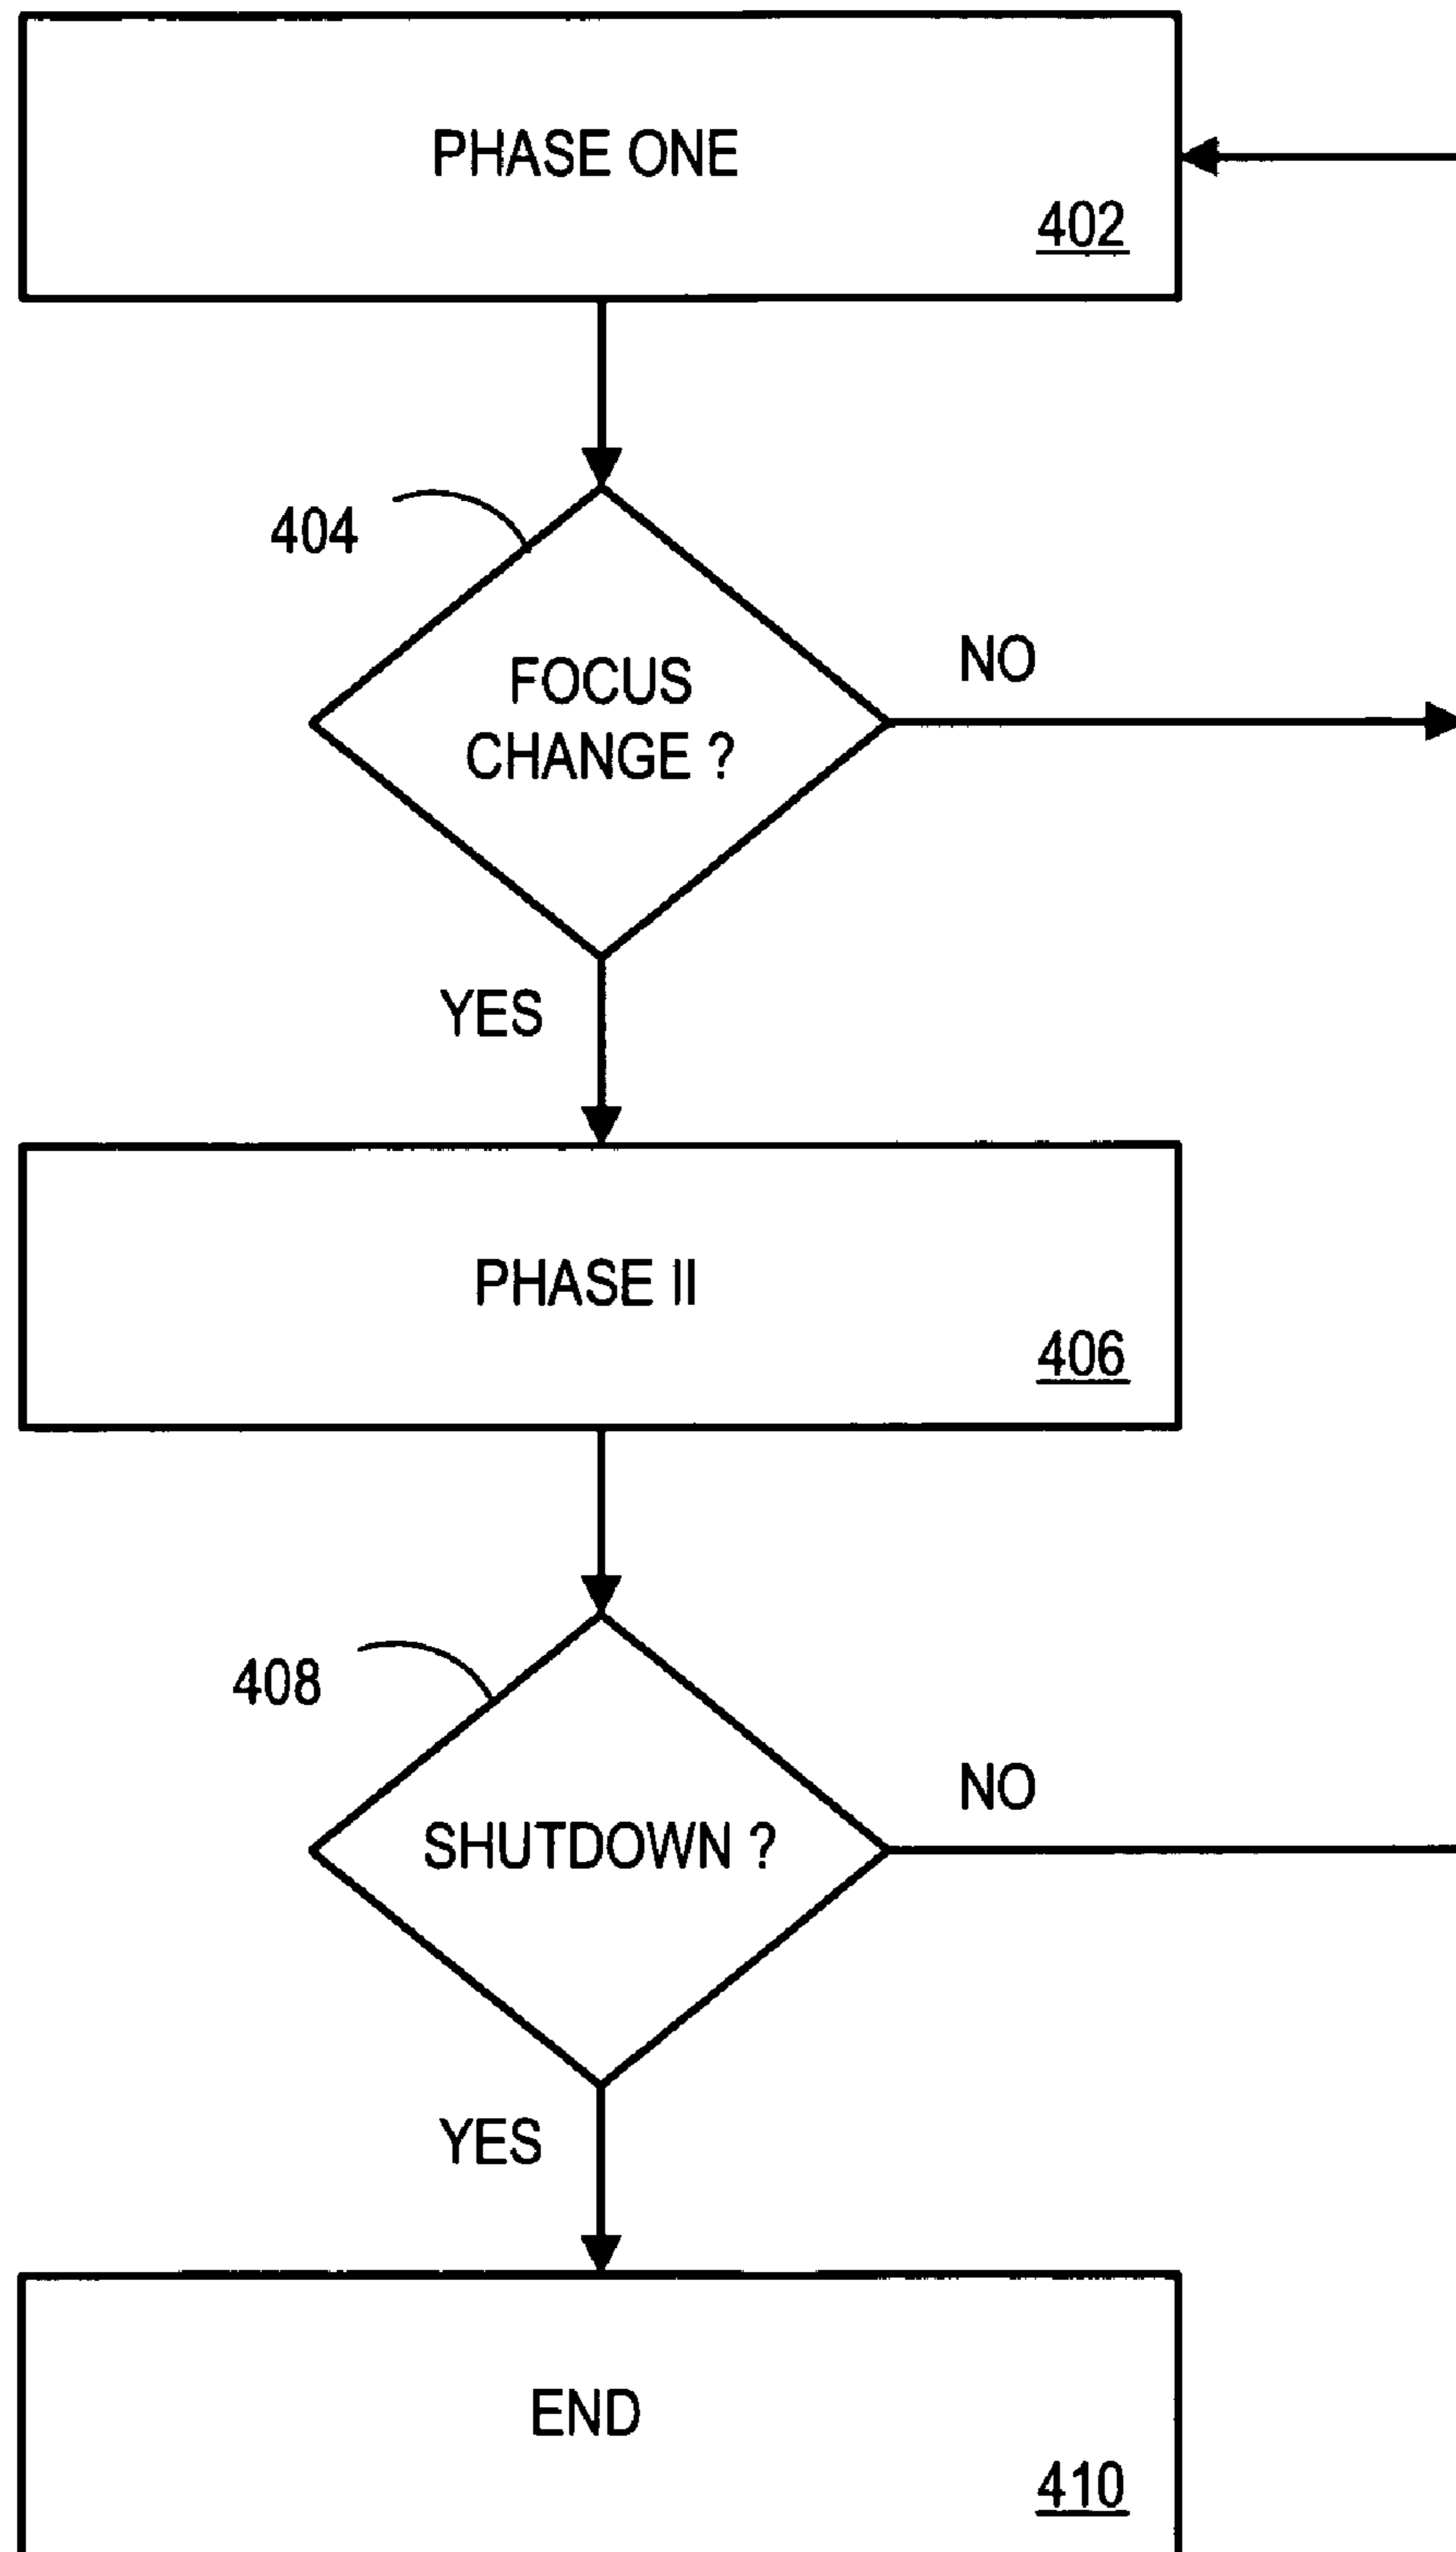 PHASE ONE
402
404
FOCUS
CHANGE ?
NO
YES
PHASE II
406
408
SHUTDOWN ?
NO
YES
END
410